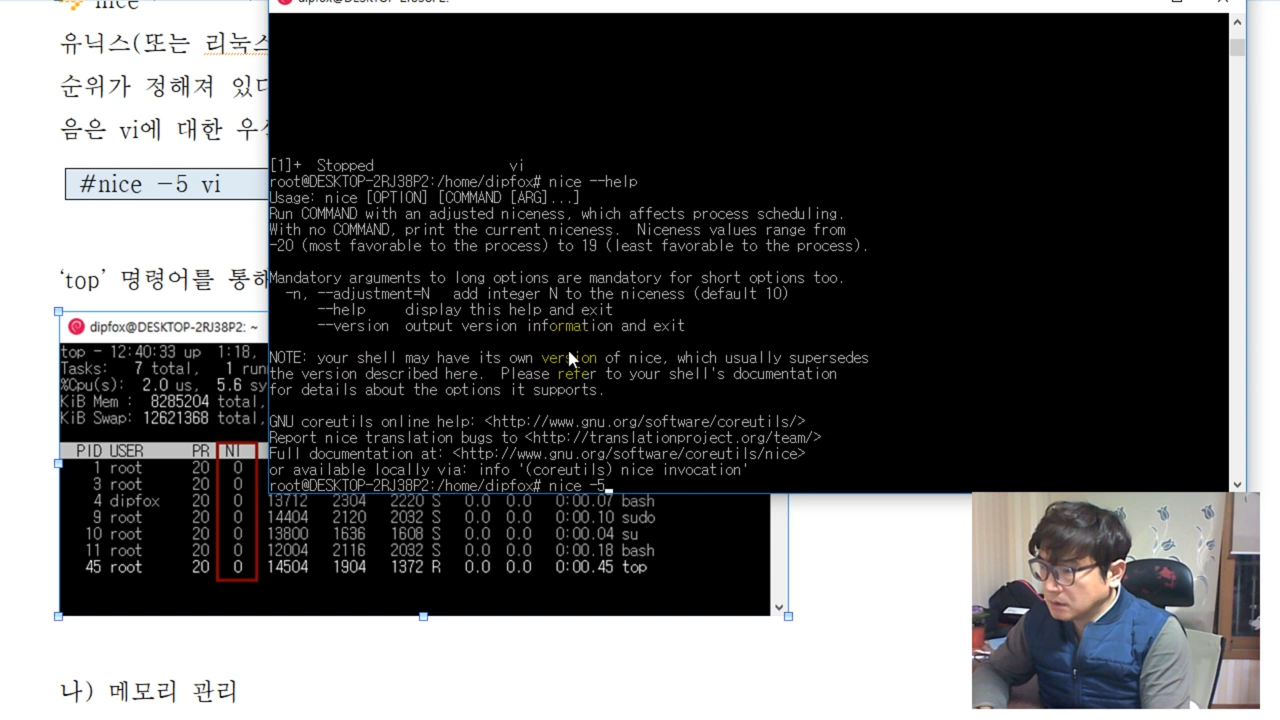 nice
유닉스(또는 리눅스
순위가 정해져 있다
음은 vi에 대한 우선
#nice -5 vi
'top' 명령어를 통해
dipfox@DESKTOP-2RJ38P2: ~
top - 12:40:33 up 1:18,
Tasks: 7 total, 1 run
%Cpu(s): 2.0 us, 5.6 sy
KiB Mem : 8285204 total,
KiB Swap: 12621368 total,
PID USER PR NI
1 root 20 0
3 root 20 0
4 dipfox 20 0 13712 2304 2220 S 0.0 0.0 0:00.07 bash
9 root 20 0 14404 2120 2032 S 0.0 0.0 0:00.10 sudo
10 root 20 0 13800 1636 1608 S 0.0 0.0 0:00.04 su
11 root 20 0 12004 2116 2032 S 0.0 0.0 0:00.18 bash
45 root 20 0 14504 1904 1372 R 0.0 0.0 0:00.45 top
나) 메모리 관리
[1]+ Stopped vi
root@DESKTOP-2RJ38P2:/home/dipfox# nice --help
Usage: nice [OPTION] [COMMAND [ARG]...]
Run COMMAND with an adjusted niceness, which affects process scheduling.
With no COMMAND, print the current niceness. Niceness values range from
-20 (most favorable to the process) to 19 (least favorable to the process).
Mandatory arguments to long options are mandatory for short options too.
-n, --adjustment=N add integer N to the niceness (default 10)
--help display this help and exit
--version output version information and exit
NOTE: your shell may have its own version of nice, which usually supersedes
the version described here. Please refer to your shell's documentation
for details about the options it supports.
GNU coreutils online help: <http://www.gnu.org/software/coreutils/>
Report nice translation bugs to <http://translationproject.org/team/>
Full documentation at: <http://www.gnu.org/software/coreutils/nice>
or available locally via: info '(coreutils) nice invocation'
root@DESKTOP-2RJ38P2:/home/dipfox# nice -5